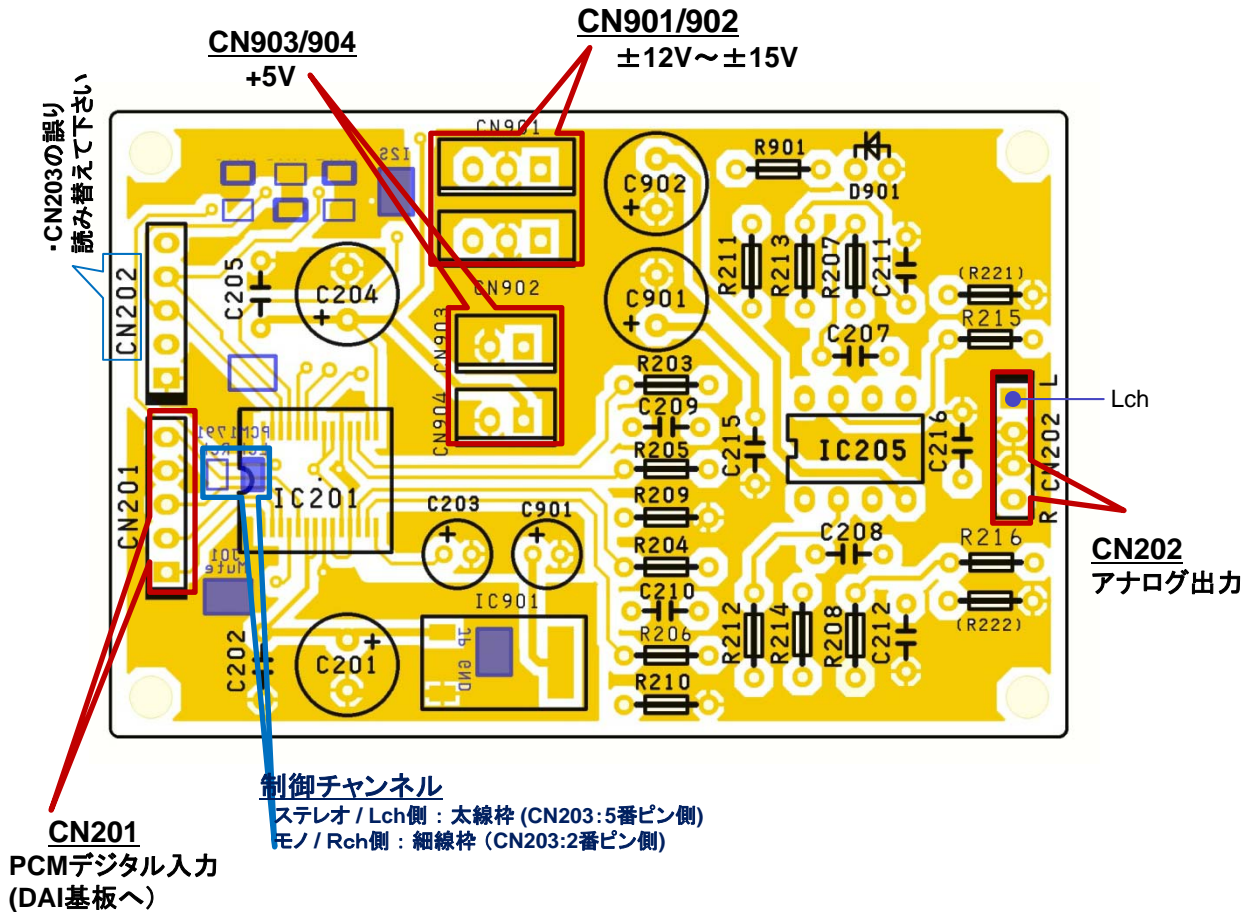 CN901/902
±12V～±15V
CN903/904
+5V
・CN203の誤り
読み替えて下さい
CN901
I2S
R901
D901
C902
+
R211
R213
R207
C211
(R221)
R215
C205
C204
+
CN902
C901
+
CN202
CN903
C207
R203
CN904
C209
L
Lch
PCM1791
R205
C215
IC205
C216
CN202
CN201
IC201
R209
C203
+
C901
+
R
J01
Mute
R204
C208
R216
CN202
アナログ出力
IC901
C210
(R222)
C202
C201
+
JP
GND
R206
R212
R214
R208
C212
R210
制御チャンネル
ステレオ / Lch側 : 太線枠 (CN203:5番ピン側)
モノ / Rch側 : 細線枠 (CN203:2番ピン側)
CN201
PCMデジタル入力
(DAI基板へ)